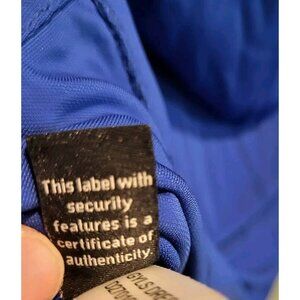 This label with
security
features is a
certificate of
authenticity.